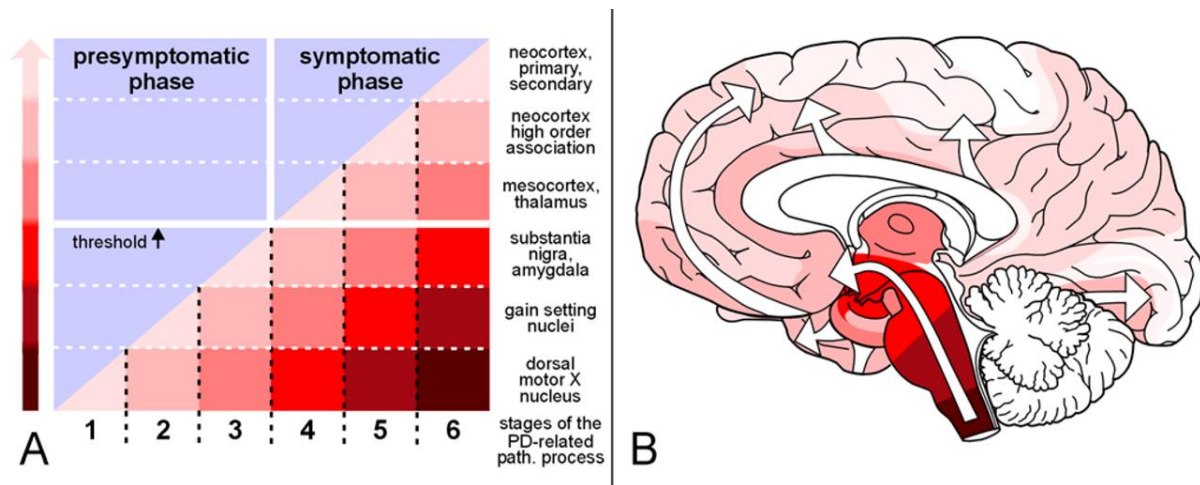 presymptomatic
phase
symptomatic
phase
neocortex,
primary,
secondary
neocortex
high order
association
mesocortex,
thalamus
threshold
substantia
nigra,
amygdala
gain setting
nuclei
dorsal
motor X
nucleus
1 2 3 4 5 6
stages of the
PD-related
path. process
A
B